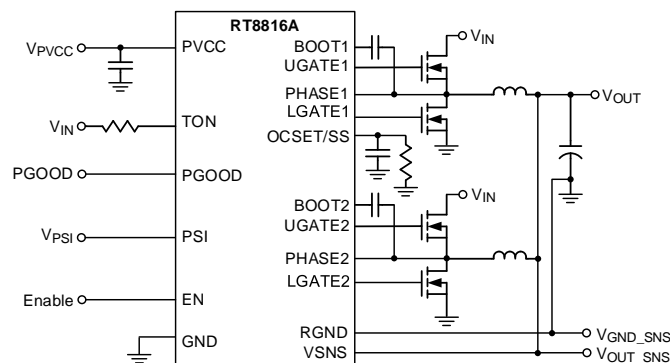 RT8816A
VPVCC
PVCC
VIN
TON
PGOOD
PGOOD
VPSI
PSI
Enable
EN
GND
BOOT1
UGATE1
PHASE1
LGATE1
OCSET/SS
BOOT2
UGATE2
PHASE2
LGATE2
RGND
VSNS
VIN
VOUT
VIN
VGND_SNS
VOUT_SNS